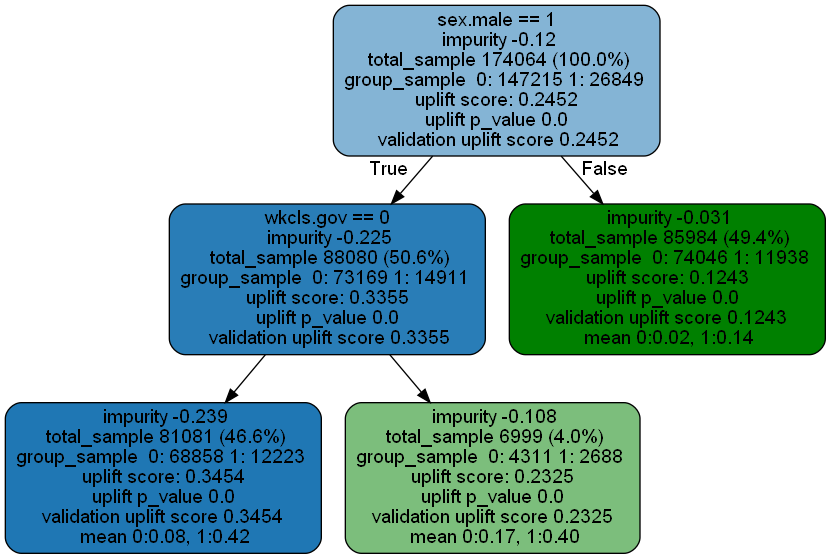 sex.male == 1
impurity -0.12
total_sample 174064 (100.0%)
group_sample 0: 147215 1: 26849
uplift score: 0.2452
uplift p_value 0.0
validation uplift score 0.2452
True
False
wkcls.gov == 0
impurity -0.225
total_sample 88080 (50.6%)
group_sample 0: 73169 1: 14911
uplift score: 0.3355
uplift p_value 0.0
validation uplift score 0.3355
impurity -0.031
total_sample 85984 (49.4%)
group_sample 0: 74046 1: 11938
uplift score: 0.1243
uplift p_value 0.0
validation uplift score 0.1243
mean 0:0.02, 1:0.14
impurity -0.239
total_sample 81081 (46.6%)
group_sample 0: 68858 1: 12223
uplift score: 0.3454
uplift p_value 0.0
validation uplift score 0.3454
mean 0:0.08, 1:0.42
impurity -0.108
total_sample 6999 (4.0%)
group_sample 0: 4311 1: 2688
uplift score: 0.2325
uplift p_value 0.0
validation uplift score 0.2325
mean 0:0.17, 1:0.40